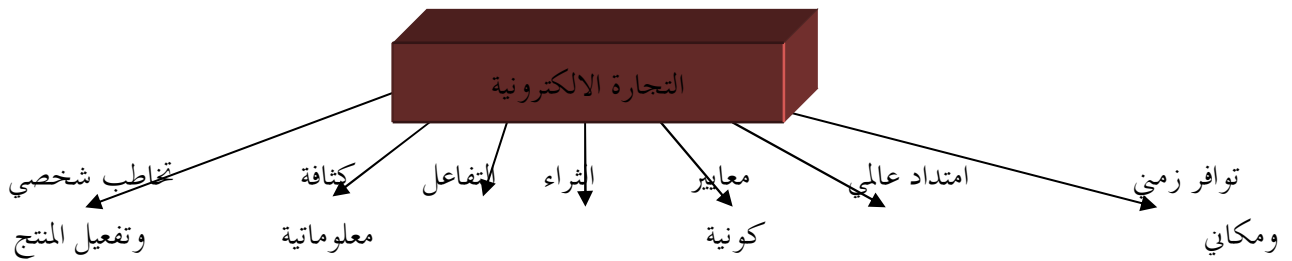 التجارة الالكترونية
توافر زمني امتداد عالمي معايير الثراء التفاعل كثافة تخاطب شخصي
ومكاني كونية معلوماتية وتفعيل المنتج